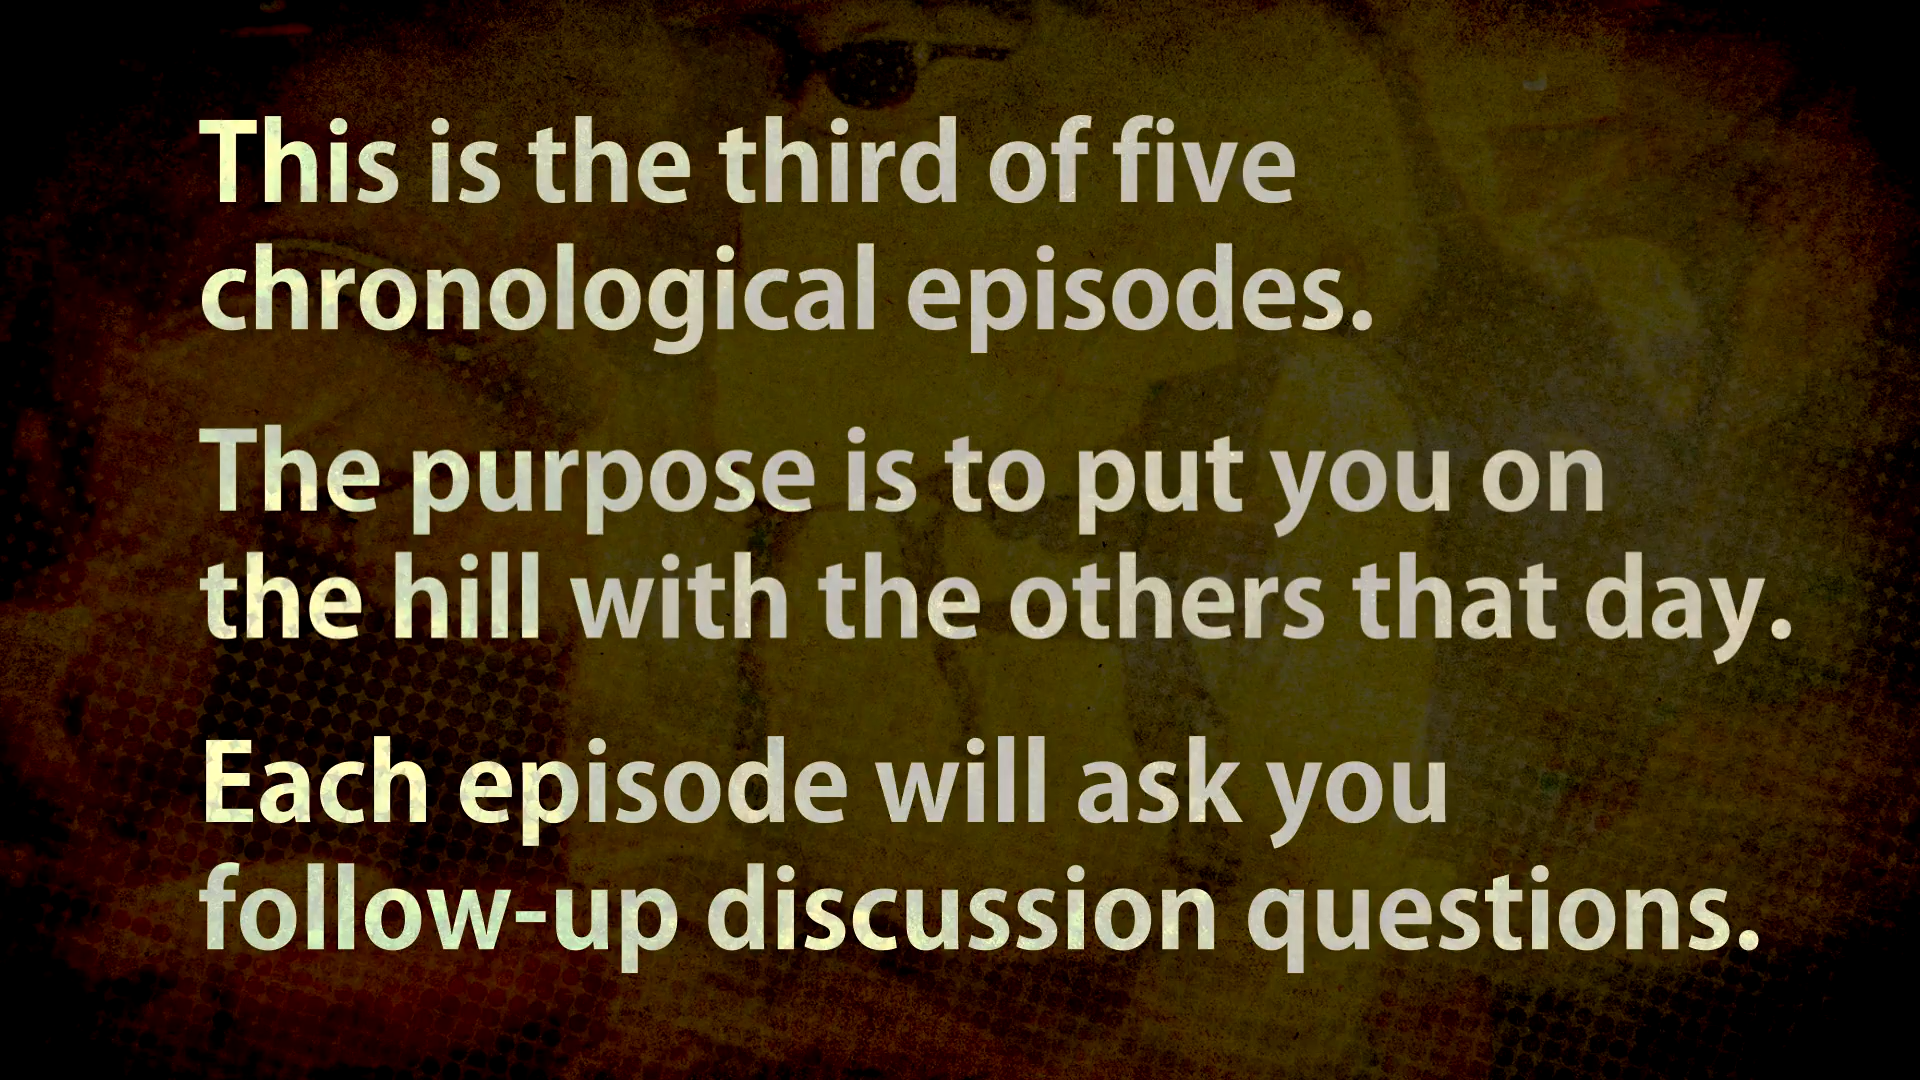 This is the third of five
chronological episodes.
The purpose is to put you on
the hill with the others that day.
Each episode will ask you
follow-up discussion questions.